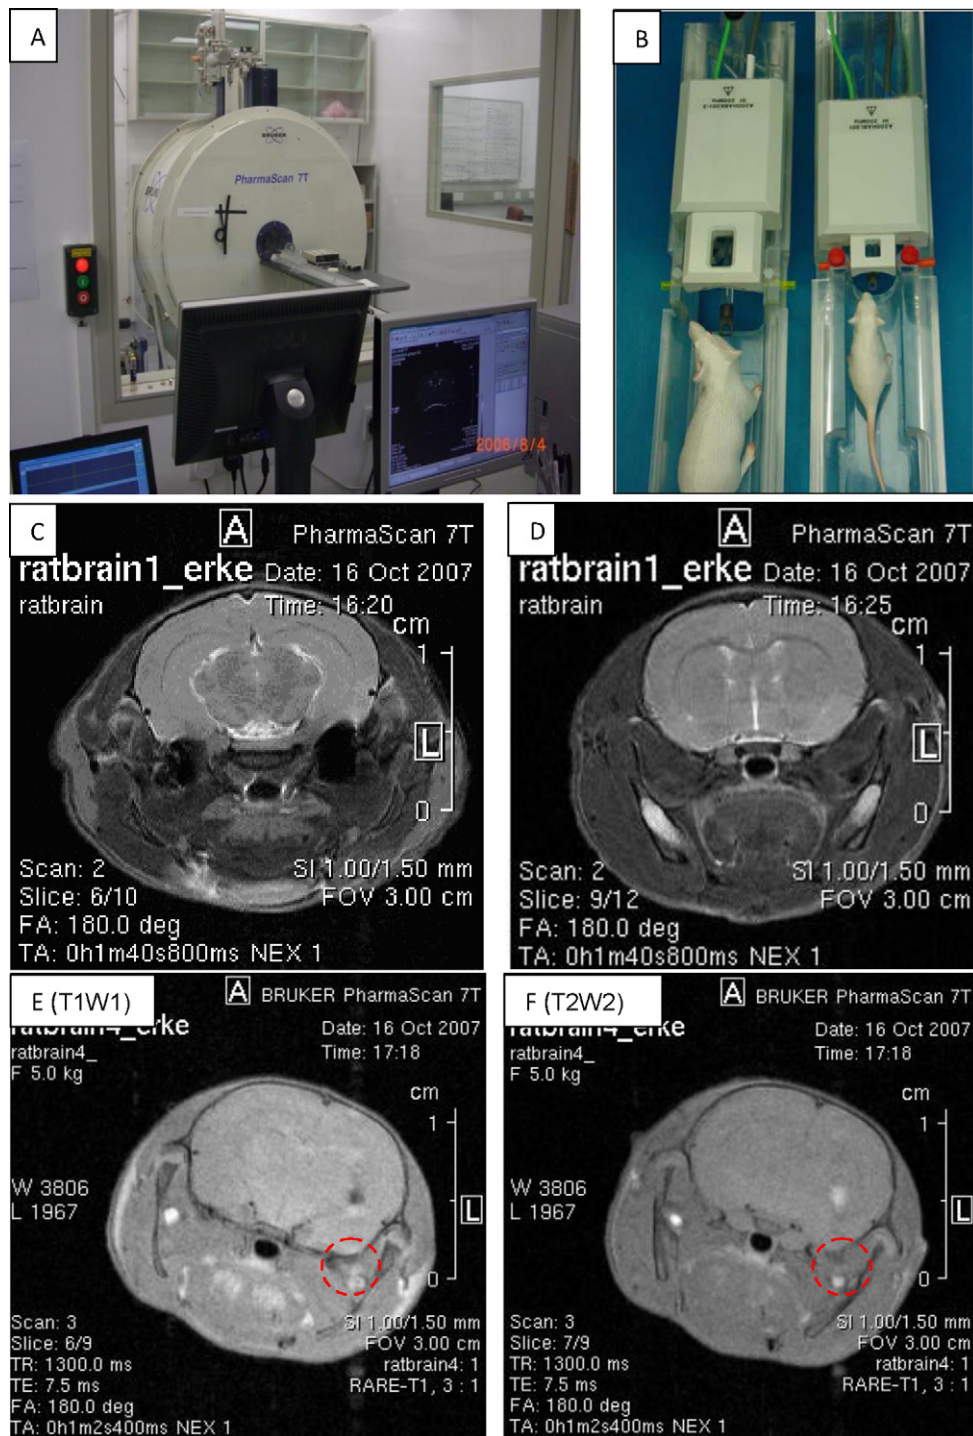 A
BRUKER
PharmaScan 7T
2006/8/4
B
C
A
PharmaScan 7T
ratbrain1_erke
Date: 16 Oct 2007
ratbrain
Time: 16:20
cm
1
L
0
Scan: 2
SI 1.00/1.50 mm
Slice: 6/10
FOV 3.00 cm
FA: 180.0 deg
TA: 0h1m40s800ms NEX 1
D
A
PharmaScan 7T
ratbrain1_erke
Date: 16 Oct 2007
ratbrain
Time: 16:25
cm
1
L
0
Scan: 2
SI 1.00/1.50 mm
Slice: 9/12
FOV 3.00 cm
FA: 180.0 deg
TA: 0h1m40s800ms NEX 1
E (T1W1)
A
BRUKER PharmaScan 7T
ratbrain4_erke
Date: 16 Oct 2007
ratbrain4_
Time: 17:18
F 5.0 kg
cm
1
W 3806
L 1967
L
0
Scan: 3
SI 1.00/1.50 mm
Slice: 6/9
FOV 3.00 cm
TR: 1300.0 ms
ratbrain4: 1
TE: 7.5 ms
RARE-T1, 3 : 1
FA: 180.0 deg
TA: 0h1m2s400ms NEX 1
F (T2W2)
A
BRUKER PharmaScan 7T
ratbrain4_erke
Date: 16 Oct 2007
ratbrain4_
Time: 17:18
F 5.0 kg
cm
1
W 3806
L 1967
L
0
Scan: 3
SI 1.00/1.50 mm
Slice: 7/9
FOV 3.00 cm
TR: 1300.0 ms
ratbrain4: 1
TE: 7.5 ms
RARE-T1, 3 : 1
FA: 180.0 deg
TA: 0h1m2s400ms NEX 1